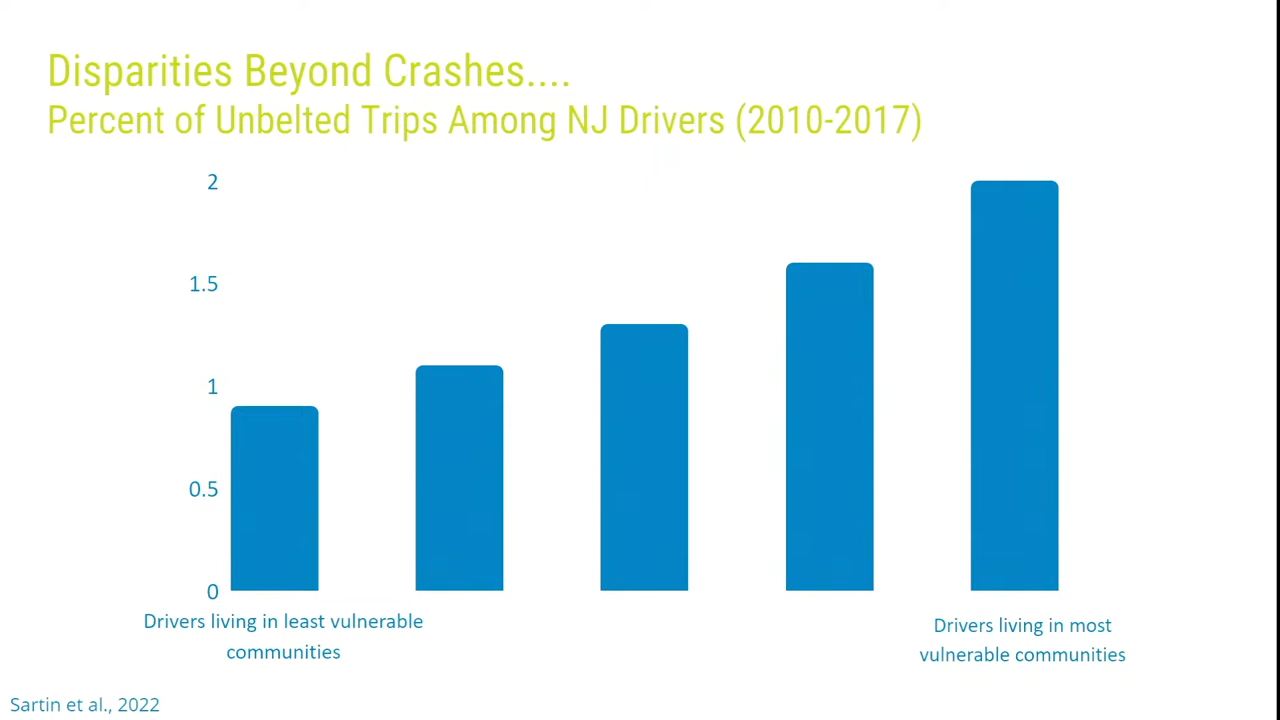 Disparities Beyond Crashes....
Percent of Unbelted Trips Among NJ Drivers (2010-2017)
2
1.5
1
0.5
0
Drivers living in least vulnerable
communities
Drivers living in most
vulnerable communities
Sartin et al., 2022